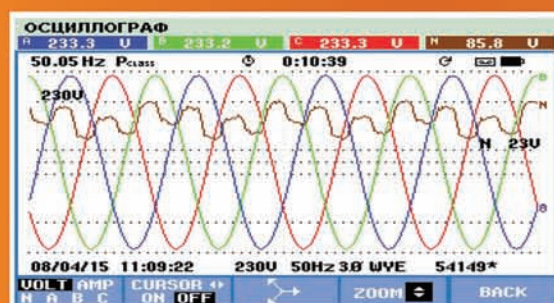 ОСЦИЛЛОГРАФ
A 233.3 V B 233.2 V C 233.3 V N 85.8 V
50.05 Hz PCLASS 0:10:39
230V
B
N
N 23V
A
08/04/15 11:09:22 230V 50Hz 3Ø WYE 54149*
VOLT AMP CURSOR ZOOM BACK
N A B C ON OFF